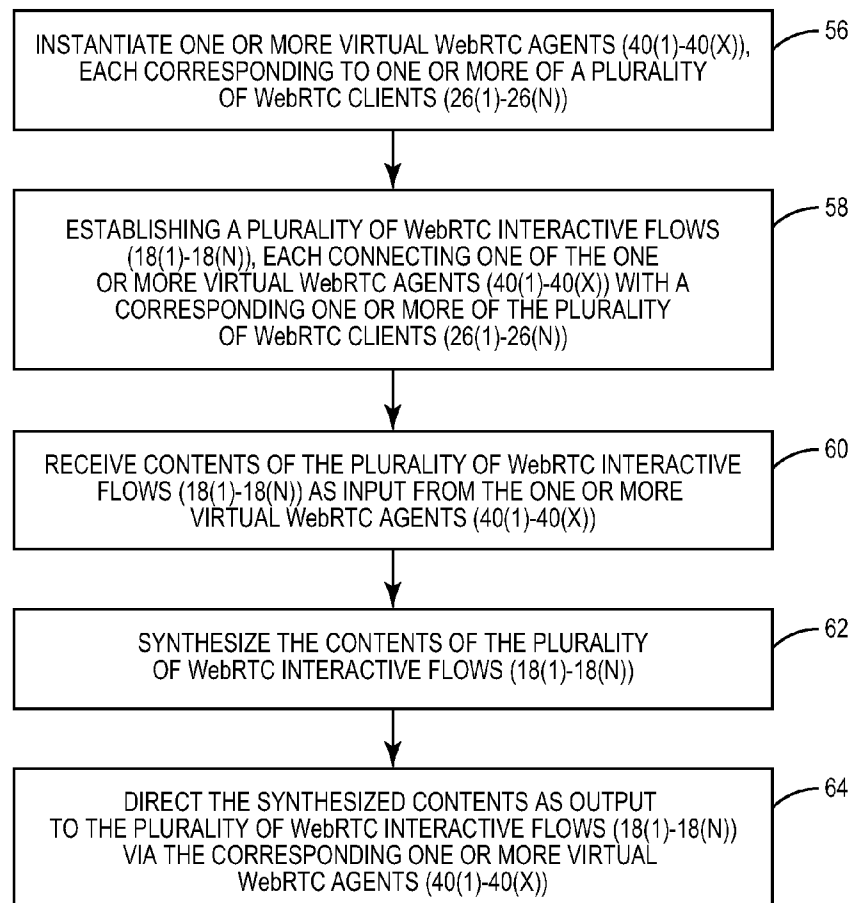 INSTANTIATE ONE OR MORE VIRTUAL WebRTC AGENTS (40(1)-40(X)),
EACH CORRESPONDING TO ONE OR MORE OF A PLURALITY
OF WebRTC CLIENTS (26(1)-26(N))
56
ESTABLISHING A PLURALITY OF WebRTC INTERACTIVE FLOWS
(18(1)-18(N)), EACH CONNECTING ONE OF THE ONE
OR MORE VIRTUAL WebRTC AGENTS (40(1)-40(X)) WITH A
CORRESPONDING ONE OR MORE OF THE PLURALITY
OF WebRTC CLIENTS (26(1)-26(N))
58
RECEIVE CONTENTS OF THE PLURALITY OF WebRTC INTERACTIVE
FLOWS (18(1)-18(N)) AS INPUT FROM THE ONE OR MORE
VIRTUAL WebRTC AGENTS (40(1)-40(X))
60
SYNTHESIZE THE CONTENTS OF THE PLURALITY
OF WebRTC INTERACTIVE FLOWS (18(1)-18(N))
62
DIRECT THE SYNTHESIZED CONTENTS AS OUTPUT
TO THE PLURALITY OF WebRTC INTERACTIVE FLOWS (18(1)-18(N))
VIA THE CORRESPONDING ONE OR MORE VIRTUAL
WebRTC AGENTS (40(1)-40(X))
64